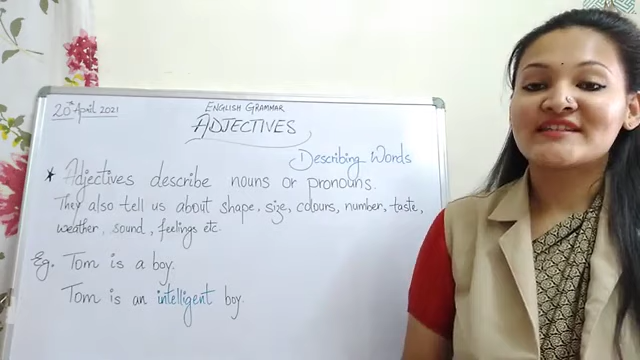 20th April 2021
ENGLISH GRAMMAR
ADJECTIVES
Describing Words
* Adjectives describe nouns or pronouns.
They also tell us about shape, size, colours, number, taste,
weather, sound, feelings etc.
Eg. Tom is a boy.
Tom is an intelligent boy.